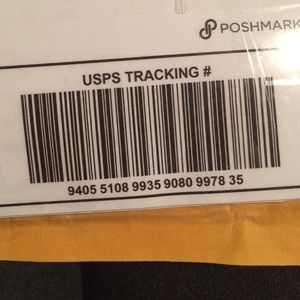 POSHMARK
USPS TRACKING #
9405 5108 9935 9080 9978 35